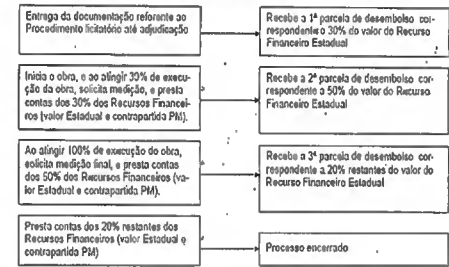 Entrega da documentação referente ao
Procedimento licitatório até adjudicação
Recebe a 1ª parcela de desembolso cor-
respondente a 30% do valor do Recurso
Financeiro Estadual
Inicia o obra, e ao atingir 30% de execu-
ção da obra, solicita medição, e presta
contas dos 30% dos Recursos Financei-
ros (valor Estadual e contrapartida PM).
Recebe a 2ª parcela de desembolso cor-
respondente a 50% do valor do Recurso
Financeiro Estadual
Ao atingir 100% de execução do obra,
solicita medição final, e presta contas
dos 50% dos Recursos Financeiros (va-
lor Estadual e contrapartida PM).
Recebe a 3ª parcela de desembolso cor-
respondente a 20% restantes do valor do
Recurso Financeiro Estadual
Presta contas dos 20% restantes dos
Recursos Financeiros (valor Estadual e
contrapartida PM)
Processo encerrado